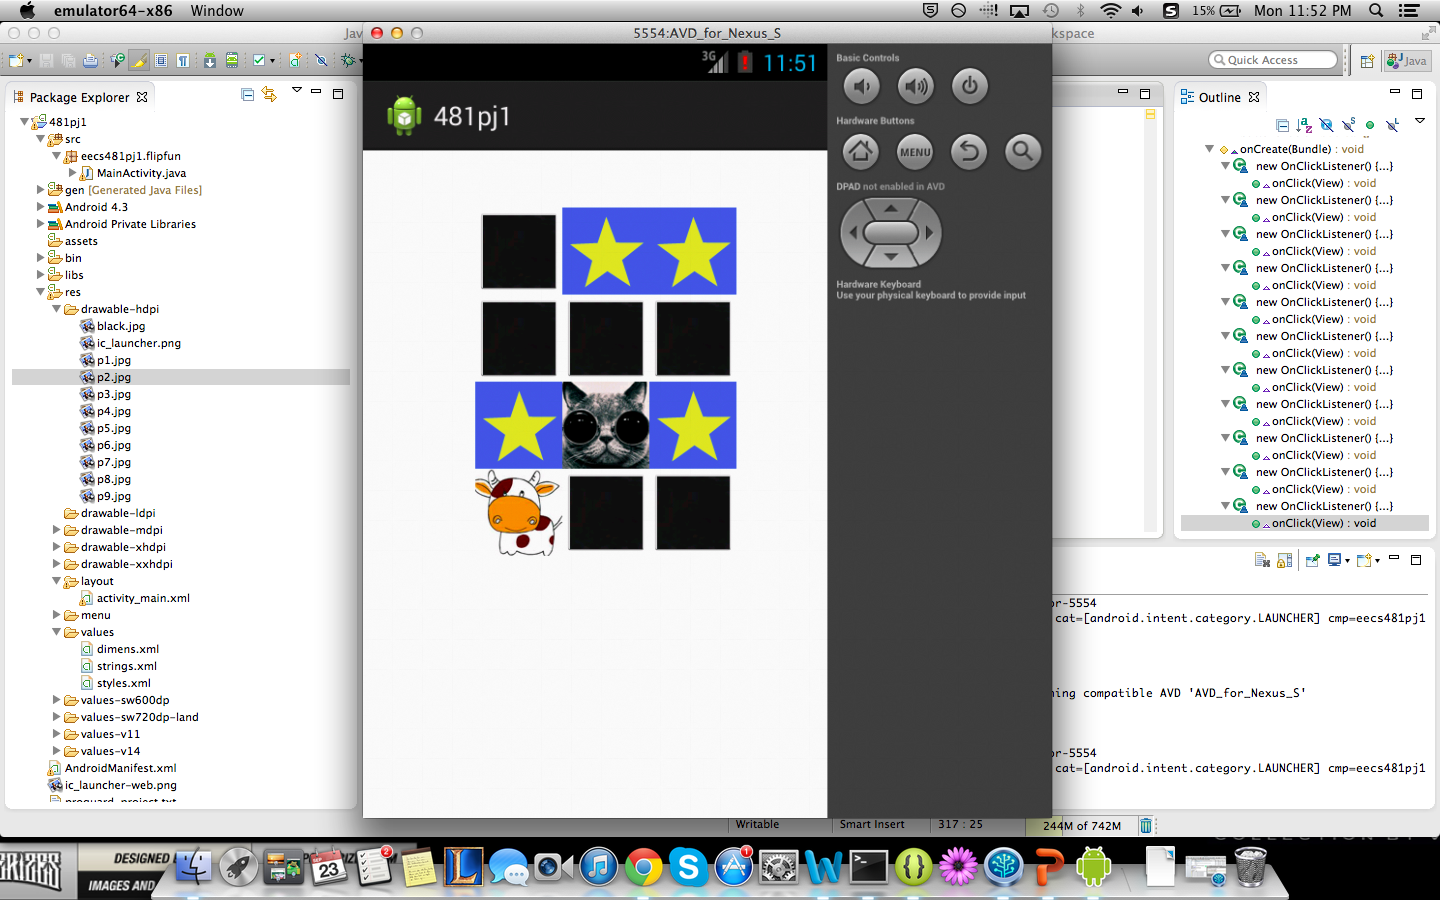 emulator64-x86 Window
15% Mon 11:52 PM
Jav
5554:AVD_for_Nexus_S
kspace
Quick Access
Java
Package Explorer
481pj1
src
eecs481pj1.flipfun
MainActivity.java
gen [Generated Java Files]
Android 4.3
Android Private Libraries
assets
bin
libs
res
drawable-hdpi
black.jpg
ic_launcher.png
p1.jpg
p2.jpg
p3.jpg
p4.jpg
p5.jpg
p6.jpg
p7.jpg
p8.jpg
p9.jpg
drawable-ldpi
drawable-mdpi
drawable-xhdpi
drawable-xxhdpi
layout
activity_main.xml
menu
values
dimens.xml
strings.xml
styles.xml
values-sw600dp
values-sw720dp-land
values-v11
values-v14
AndroidManifest.xml
ic_launcher-web.png
proguard_project.txt
3G 11:51
481pj1
Basic Controls
Hardware Buttons
MENU
DPAD not enabled in AVD
Hardware Keyboard
Use your physical keyboard to provide input
Outline
onCreate(Bundle) : void
new OnClickListener() {...}
onClick(View) : void
new OnClickListener() {...}
onClick(View) : void
new OnClickListener() {...}
onClick(View) : void
new OnClickListener() {...}
onClick(View) : void
new OnClickListener() {...}
onClick(View) : void
new OnClickListener() {...}
onClick(View) : void
new OnClickListener() {...}
onClick(View) : void
new OnClickListener() {...}
onClick(View) : void
new OnClickListener() {...}
onClick(View) : void
new OnClickListener() {...}
onClick(View) : void
new OnClickListener() {...}
onClick(View) : void
or-5554
cat=[android.intent.category.LAUNCHER] cmp=eecs481pj1
ning compatible AVD 'AVD_for_Nexus_S'
or-5554
cat=[android.intent.category.LAUNCHER] cmp=eecs481pj1
Writable Smart Insert 317 : 25 244M of 742M
COLLECTION BY
DESIGNED
IMAGES AND
SEP
23
2
1